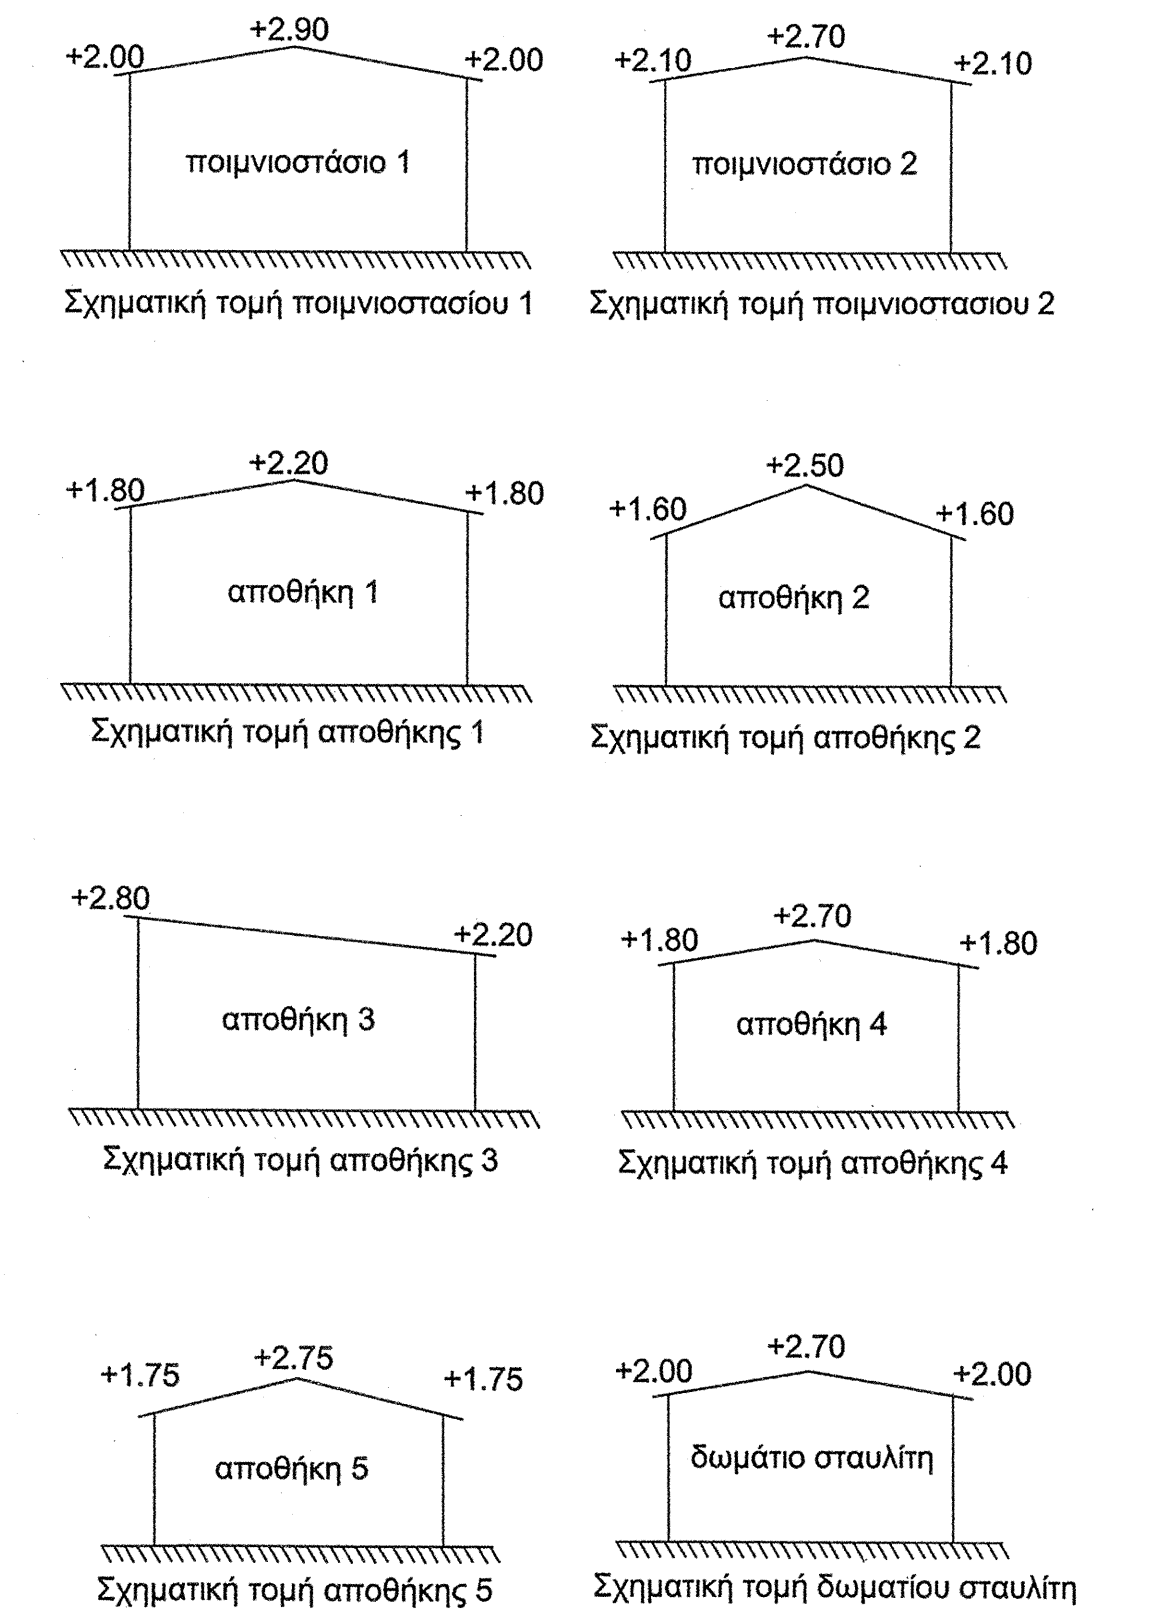 +2.90
+2.00
+2.00
ποιμνιοστάσιο 1
Σχηματική τομή ποιμνιοστασίου 1
+2.70
+2.10
+2.10
ποιμνιοστάσιο 2
Σχηματική τομή ποιμνιοστασιου 2
+2.20
+1.80
+1.80
αποθήκη 1
Σχηματική τομή αποθήκης 1
+2.50
+1.60
+1.60
αποθήκη 2
Σχηματική τομή αποθήκης 2
+2.80
+2.20
αποθήκη 3
Σχηματική τομή αποθήκης 3
+2.70
+1.80
+1.80
αποθήκη 4
Σχηματική τομή αποθήκης 4
+2.75
+1.75
+1.75
αποθήκη 5
Σχηματική τομή αποθήκης 5
+2.70
+2.00
+2.00
δωμάτιο σταυλίτη
Σχηματική τομή δωματίου σταυλίτη